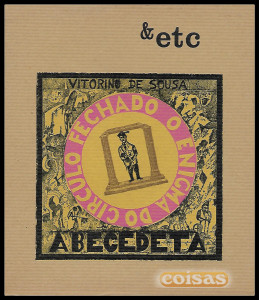 & etc
VITORINO DE SOUSA
O ENIGMA DO CÍRCULO FECHADO
ABECEDETA
coisas